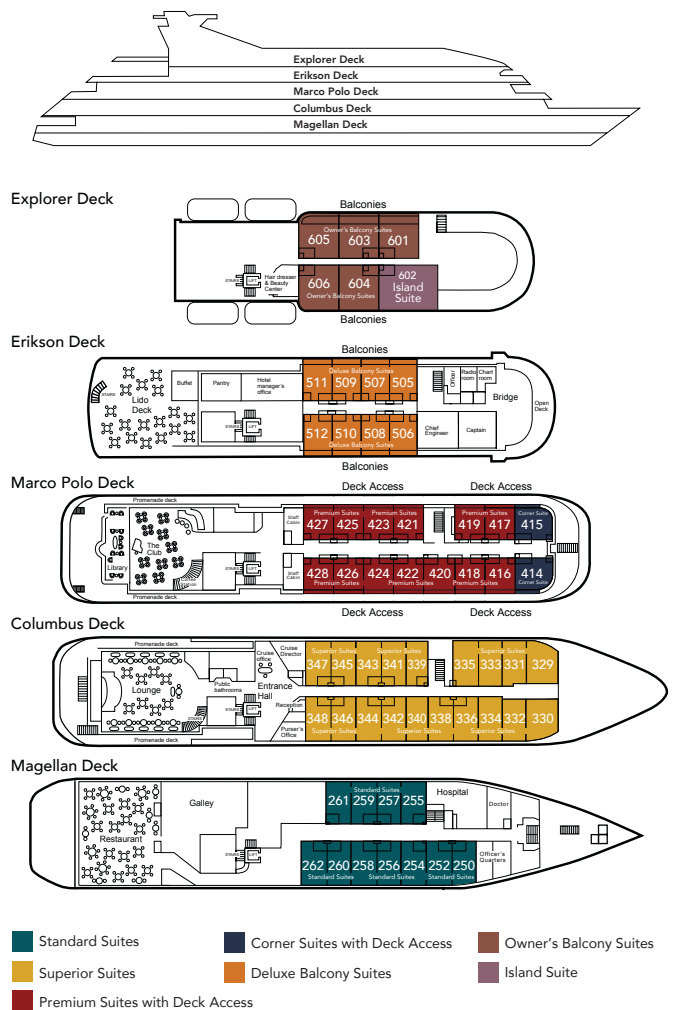 Explorer Deck
Erikson Deck
Marco Polo Deck
Columbus Deck
Magellan Deck
Explorer Deck
Balconies
Owner's Balcony Suites
605 603 601
STAIRS
LIFT
Hair dresser
& Beauty
Center
606 604
Owner's Balcony Suites
602
Island
Suite
Balconies
Erikson Deck
Balconies
STAIRS
Lido
Deck
Buffet
Pantry
Hotel
manager's
office
STAIRS
LIFT
Deluxe Balcony Suites
511 509 507 505
512 510 508 506
Deluxe Balcony Suites
Officer
Radio
room
Chart
room
Bridge
Open
Deck
Chief
Engineer
Captain
Balconies
Marco Polo Deck
Deck Access Deck Access
Promenade deck
Library
The
Club
STAIRS
LIFT
Staff
Cabin
Premium Suites Premium Suites Premium Suites Corner Suite
427 425 423 421 419 417 415
Staff
Cabin
428 426 424 422 420 418 416 414
Premium Suites Premium Suites Premium Suites Corner Suite
Promenade deck
Deck Access Deck Access
Columbus Deck
Promenade deck
Lounge
Public
bathrooms
STAIRS
STAIRS
LIFT
Cruise
office
Cruise
Director
Entrance
Hall
Reception
Purser's
Office
Superior Suites Superior Suites Superior Suites
347 345 343 341 339 335 333 331 329
348 346 344 342 340 338 336 334 332 330
Superior Suites Superior Suites Superior Suites
Promenade deck
Magellan Deck
Restaurant
Galley
STAIRS
LIFT
Standard Suites
261 259 257 255
Hospital
Doctor
262 260 258 256 254 252 250
Standard Suites Standard Suites Standard Suites
Officer's
Quarters
Standard Suites
Corner Suites with Deck Access
Owner's Balcony Suites
Superior Suites
Deluxe Balcony Suites
Island Suite
Premium Suites with Deck Access